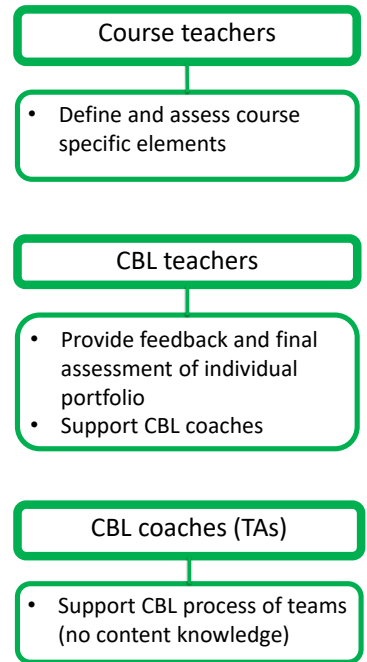 Course teachers
• Define and assess course
specific elements
CBL teachers
• Provide feedback and final
assessment of individual
portfolio
• Support CBL coaches
CBL coaches (TAs)
• Support CBL process of teams
(no content knowledge)